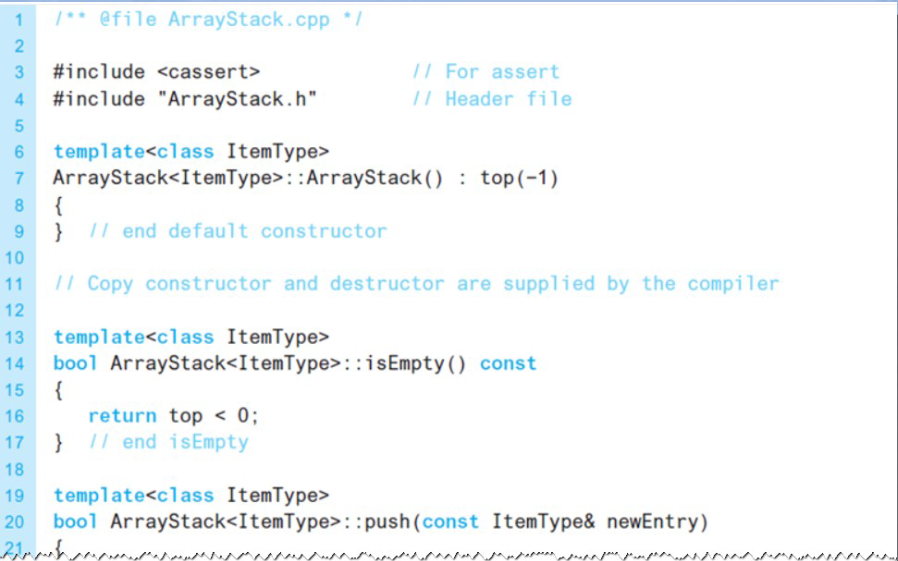 1 /** @file ArrayStack.cpp */
2
3 #include <cassert> // For assert
4 #include "ArrayStack.h" // Header file
5
6 template<class ItemType>
7 ArrayStack<ItemType>::ArrayStack() : top(-1)
8 {
9 } // end default constructor
10
11 // Copy constructor and destructor are supplied by the compiler
12
13 template<class ItemType>
14 bool ArrayStack<ItemType>::isEmpty() const
15 {
16 return top < 0;
17 } // end isEmpty
18
19 template<class ItemType>
20 bool ArrayStack<ItemType>::push(const ItemType& newEntry)
21 {